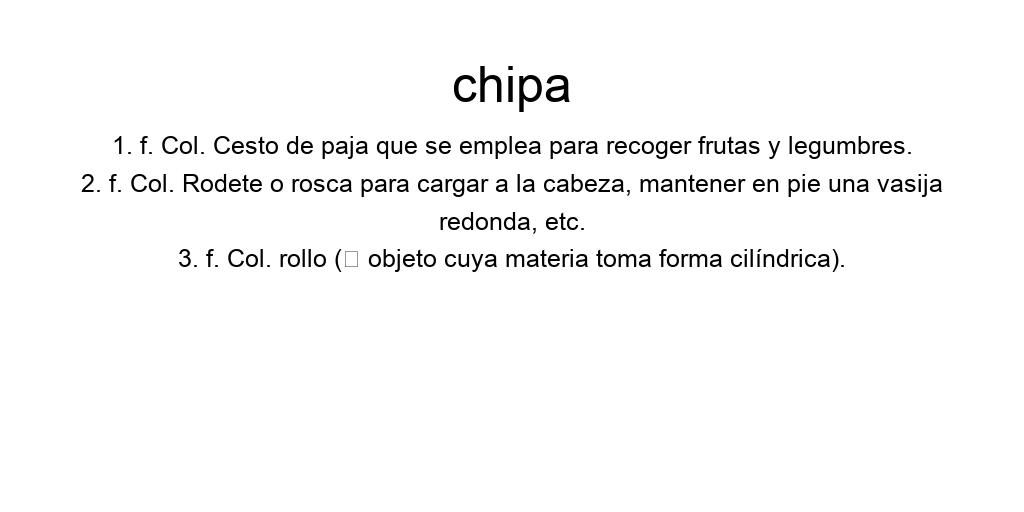 chipa
1. f. Col. Cesto de paja que se emplea para recoger frutas y legumbres.
2. f. Col. Rodete o rosca para cargar a la cabeza, mantener en pie una vasija
redonda, etc.
3. f. Col. rollo (□ objeto cuya materia toma forma cilíndrica).